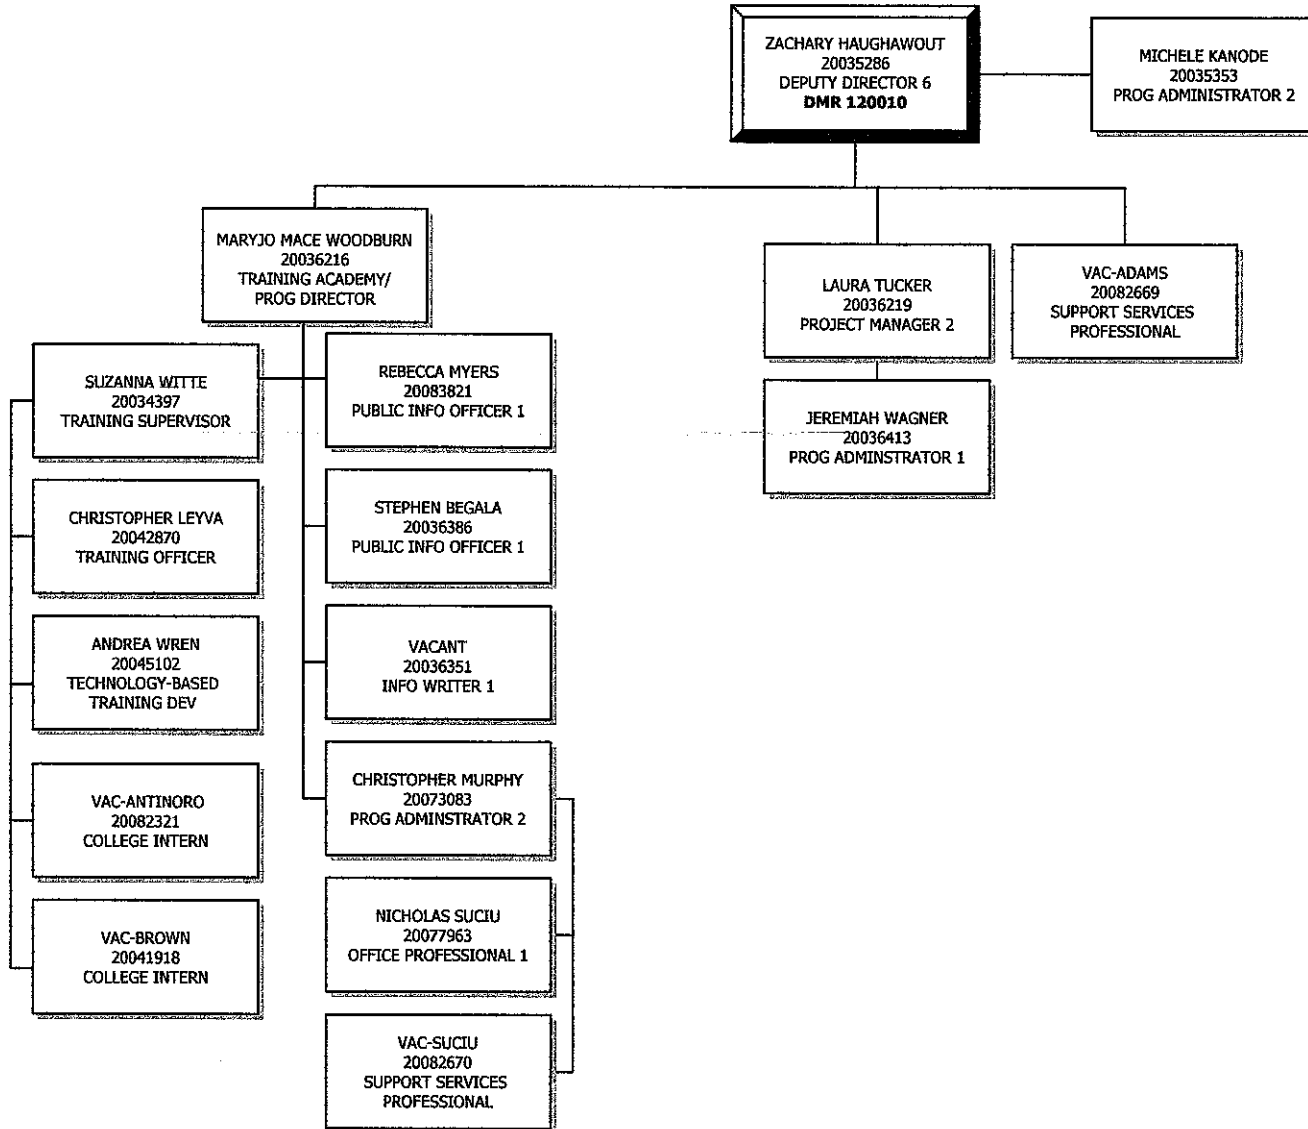 ZACHARY HAUGHAWOUT
20035286
DEPUTY DIRECTOR 6
DMR 120010
MICHELE KANODE
20035353
PROG ADMINISTRATOR 2
MARYJO MACE WOODBURN
20036216
TRAINING ACADEMY/
PROG DIRECTOR
LAURA TUCKER
20036219
PROJECT MANAGER 2
VAC-ADAMS
20082669
SUPPORT SERVICES
PROFESSIONAL
JEREMIAH WAGNER
20036413
PROG ADMINSTRATOR 1
SUZANNA WITTE
20034397
TRAINING SUPERVISOR
CHRISTOPHER LEYVA
20042870
TRAINING OFFICER
ANDREA WREN
20045102
TECHNOLOGY-BASED
TRAINING DEV
VAC-ANTINORO
20082321
COLLEGE INTERN
VAC-BROWN
20041918
COLLEGE INTERN
REBECCA MYERS
20083821
PUBLIC INFO OFFICER 1
STEPHEN BEGALA
20036386
PUBLIC INFO OFFICER 1
VACANT
20036351
INFO WRITER 1
CHRISTOPHER MURPHY
20073083
PROG ADMINSTRATOR 2
NICHOLAS SUCIU
20077963
OFFICE PROFESSIONAL 1
VAC-SUCIU
20082670
SUPPORT SERVICES
PROFESSIONAL